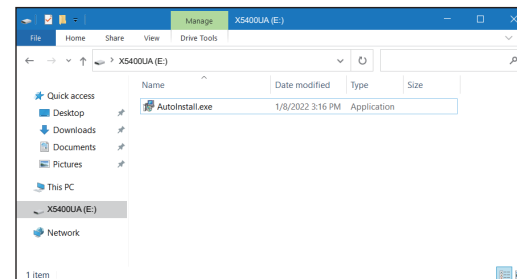 Manage X5400UA (E:)
File Home Share View Drive Tools
X5400UA (E:)
Name Date modified Type Size
Quick access
AutoInstall.exe 1/8/2022 3:16 PM Application
Desktop
Downloads
Documents
Pictures
This PC
X5400UA (E:)
Network
1 item